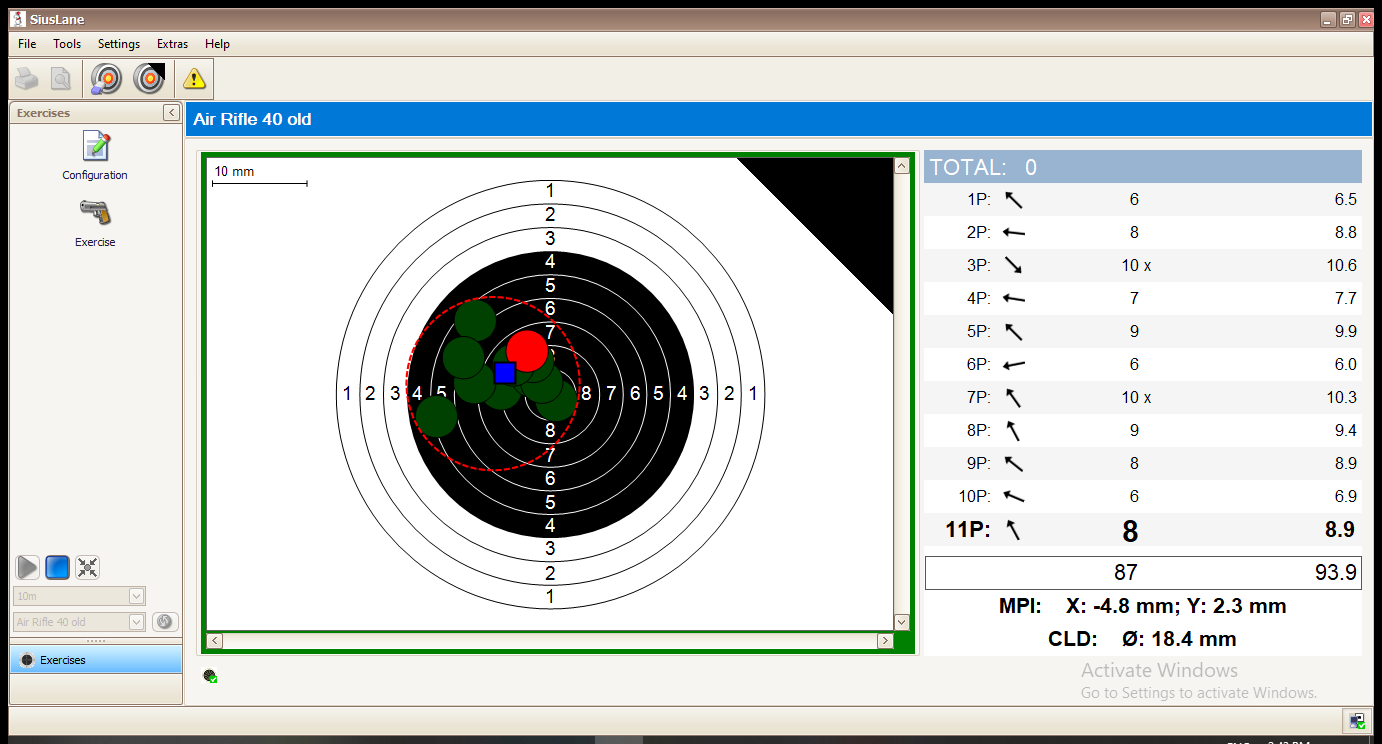 SiusLane
File Tools Settings Extras Help
Exercises
Configuration
Exercise
10m
Air Rifle 40 old
Exercises
Air Rifle 40 old
10 mm
1
2
3
4
5
6
7
1 2 3 4 5 8 7 6 5 4 3 2 1
8
7
6
5
4
3
2
1
TOTAL: 0
1P: 6 6.5
2P: 8 8.8
3P: 10 x 10.6
4P: 7 7.7
5P: 9 9.9
6P: 6 6.0
7P: 10 x 10.3
8P: 9 9.4
9P: 8 8.9
10P: 6 6.9
11P: 8 8.9
87 93.9
MPI: X: -4.8 mm; Y: 2.3 mm
CLD: Ø: 18.4 mm
Activate Windows
Go to Settings to activate Windows.